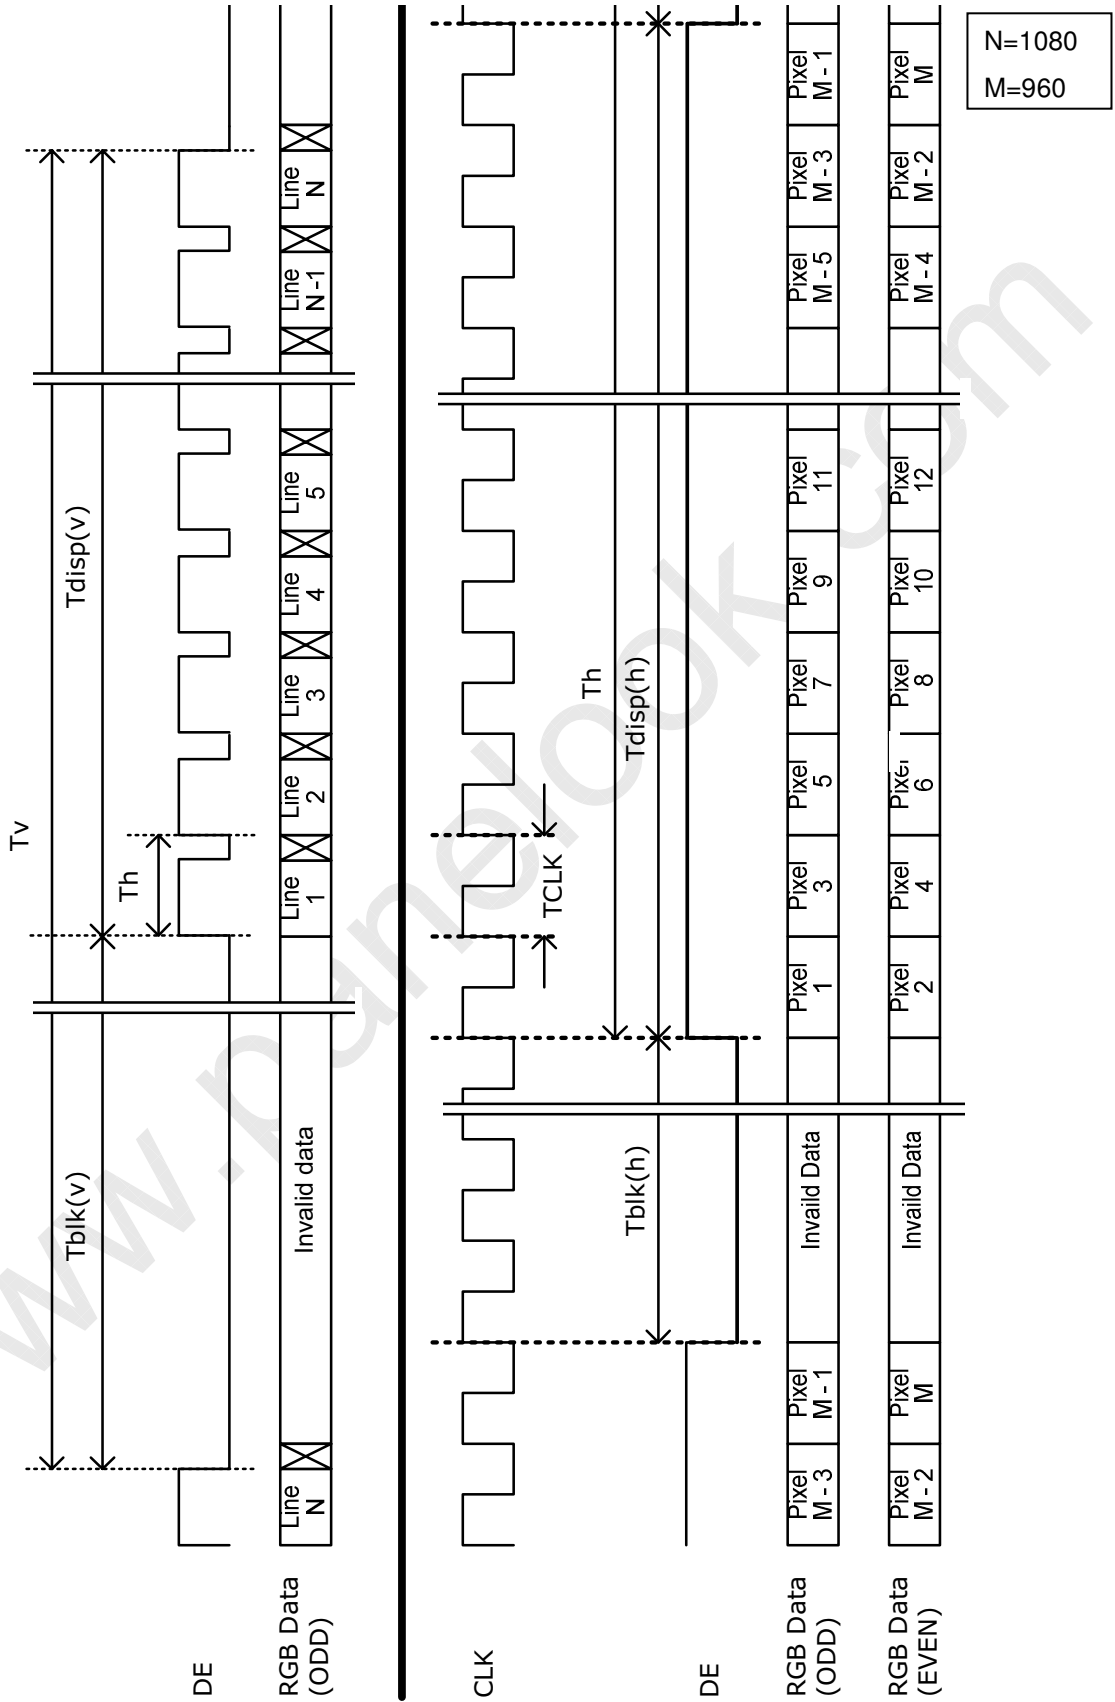 N=1080
M=960
Tv
Tblk(v)
Tdisp(v)
Th
DE
RGB Data
(ODD)
Line
N
Invalid data
Line
1
Line
2
Line
3
Line
4
Line
5
Line
N-1
Line
N
CLK
TCLK
Th
Tblk(h)
Tdisp(h)
DE
RGB Data
(ODD)
Pixel
M - 3
Pixel
M - 1
Invaild Data
Pixel
1
Pixel
3
Pixel
5
Pixel
7
Pixel
9
Pixel
11
Pixel
M - 5
Pixel
M - 3
Pixel
M - 1
RGB Data
(EVEN)
Pixel
M - 2
Pixel
M
Invaild Data
Pixel
2
Pixel
4
Pixel
6
Pixel
8
Pixel
10
Pixel
12
Pixel
M - 4
Pixel
M - 2
Pixel
M
www.panelook.com